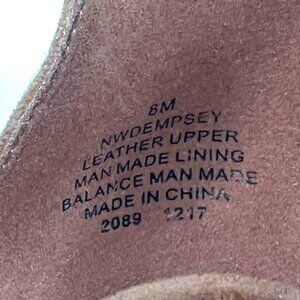 8M
NWDEMPSEY
LEATHER UPPER
MAN MADE LINING
BALANCE MAN MADE
MADE IN CHINA
2089 1217